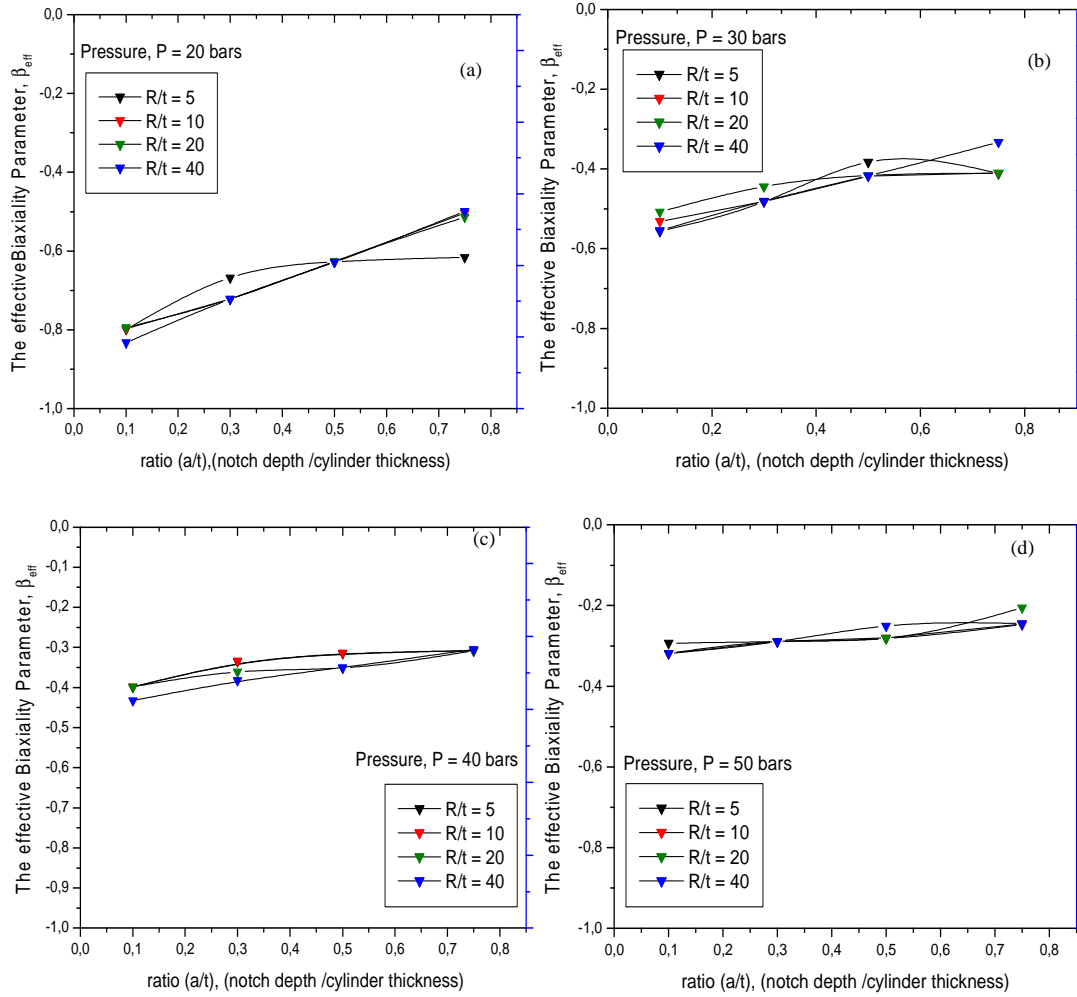 0,0
-0,2
-0,4
-0,6
-0,8
-1,0
The effectiveBiaxiality Parameter, βeff
Pressure, P = 20 bars
(a)
R/t = 5
R/t = 10
R/t = 20
R/t = 40
0,0 0,1 0,2 0,3 0,4 0,5 0,6 0,7 0,8
ratio (a/t),(notch depth /cylinder thickness)
0,0
-0,2
-0,4
-0,6
-0,8
-1,0
The effective Biaxiality Parameter, βeff
Pressure, P = 30 bars
(b)
R/t = 5
R/t = 10
R/t = 20
R/t = 40
0,0 0,2 0,4 0,6 0,8
ratio (a/t), (notch depth /cylinder thickness)
0,0
-0,1
-0,2
-0,3
-0,4
-0,5
-0,6
-0,7
-0,8
-0,9
-1,0
The effective Biaxiality Parameter, βeff
(c)
Pressure, P = 40 bars
R/t = 5
R/t = 10
R/t = 20
R/t = 40
0,0 0,1 0,2 0,3 0,4 0,5 0,6 0,7 0,8
ratio (a/t), (notch depth /cylinder thickness)
0,0
-0,2
-0,4
-0,6
-0,8
-1,0
The effective Biaxiality Parameter, βeff
(d)
Pressure, P = 50 bars
R/t = 5
R/t = 10
R/t = 20
R/t = 40
0,0 0,1 0,2 0,3 0,4 0,5 0,6 0,7 0,8
ratio (a/t), (notch depth /cylinder thickness)